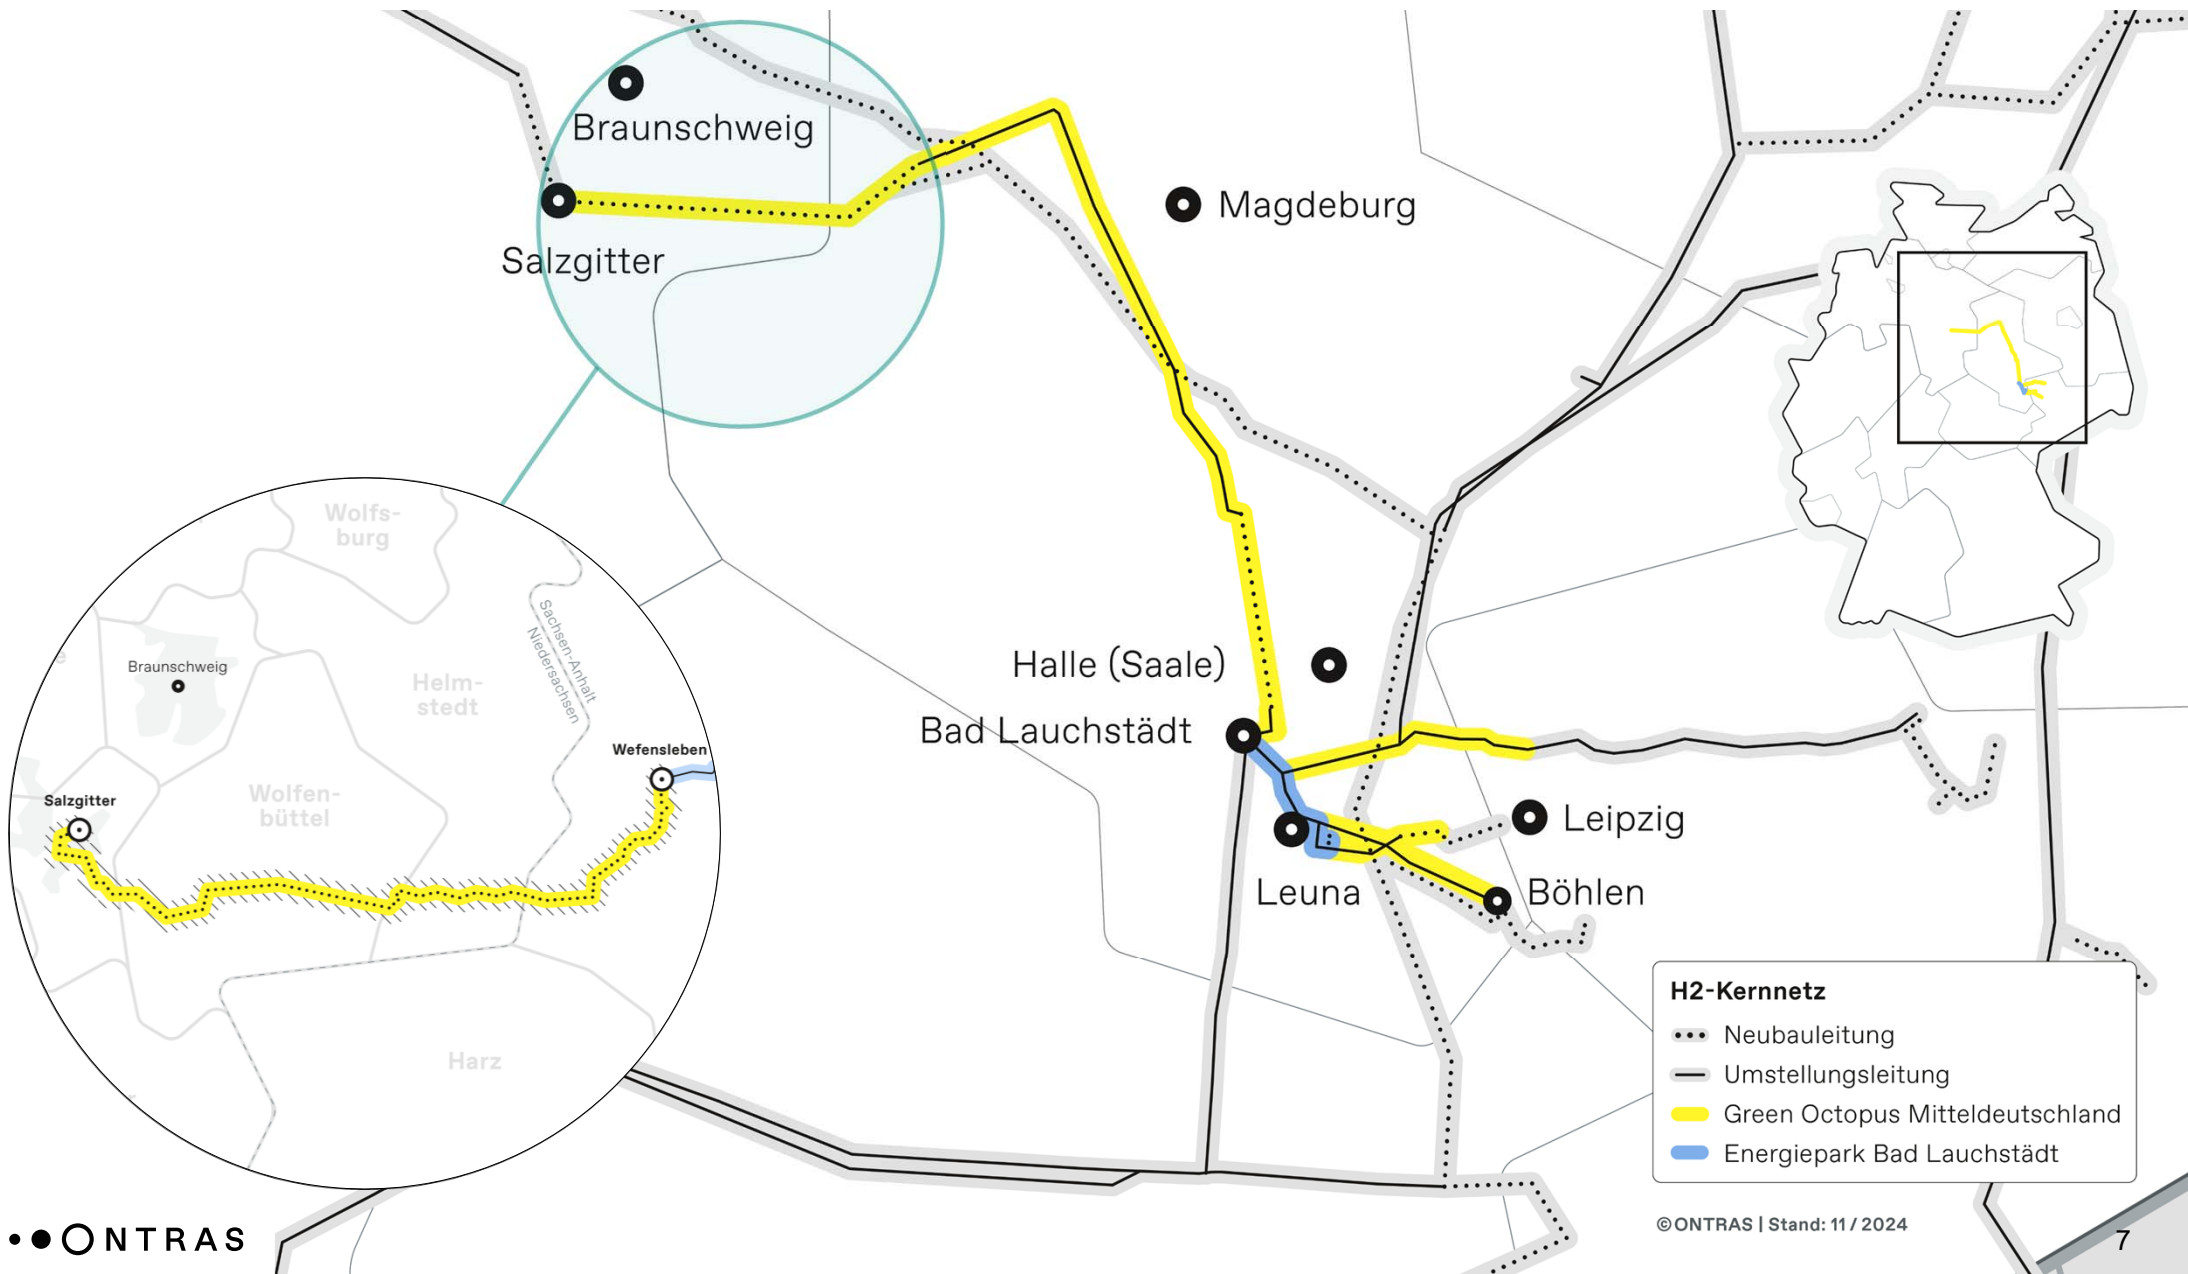 Braunschweig
Salzgitter
Magdeburg
Halle (Saale)
Bad Lauchstädt
Leipzig
Leuna
Böhlen
Wolfs-
burg
Sachsen-Anhalt
Niedersachsen
Braunschweig
Helm-
stedt
Wefensleben
Salzgitter
Wolfen-
büttel
Harz
H2-Kernnetz
Neubauleitung
Umstellungsleitung
Green Octopus Mitteldeutschland
Energiepark Bad Lauchstädt
©ONTRAS | Stand: 11 / 2024
ONTRAS
7